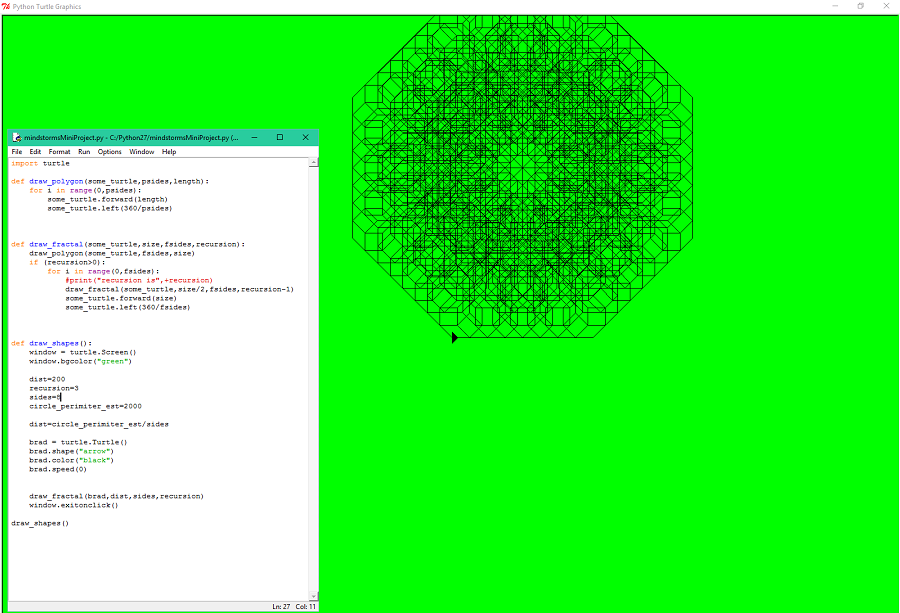 Python Turtle Graphics
mindstormsMiniProject.py - C:/Python27/mindstormsMiniProject.py (...
File Edit Format Run Options Window Help
import turtle
def draw_polygon(some_turtle,psides,length):
    for i in range(0,psides):
        some_turtle.forward(length)
        some_turtle.left(360/psides)
def draw_fractal(some_turtle,size,fsides,recursion):
    draw_polygon(some_turtle,fsides,size)
    if (recursion>0):
        for i in range(0,fsides):
            #print("recursion is",+recursion)
            draw_fractal(some_turtle,size/2,fsides,recursion-1)
            some_turtle.forward(size)
            some_turtle.left(360/fsides)
def draw_shapes():
    window = turtle.Screen()
    window.bgcolor("green")
    dist=200
    recursion=3
    sides=8
    circle_perimiter_est=2000
    dist=circle_perimiter_est/sides
    brad = turtle.Turtle()
    brad.shape("arrow")
    brad.color("black")
    brad.speed(0)
    draw_fractal(brad,dist,sides,recursion)
    window.exitonclick()
draw_shapes()
Ln: 27 Col: 11